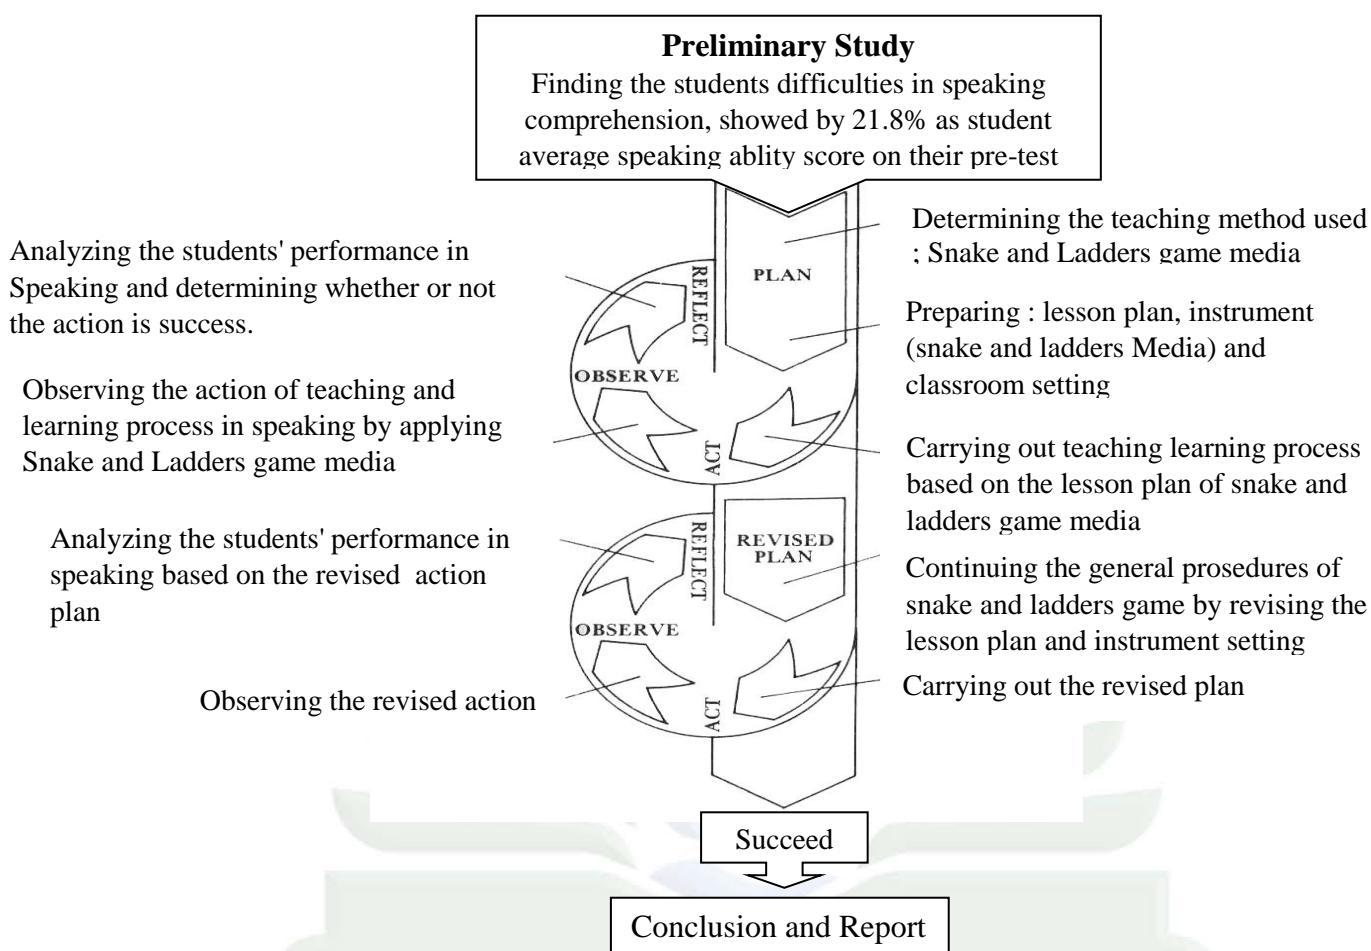 Preliminary Study
Finding the students difficulties in speaking
comprehension, showed by 21.8% as student
average speaking ablity score on their pre-test
Determining the teaching method used
; Snake and Ladders game media
Analyzing the students' performance in
Speaking and determining whether or not
the action is success.
REFLECT
PLAN
Preparing : lesson plan, instrument
(snake and ladders Media) and
classroom setting
OBSERVE
Observing the action of teaching and
learning process in speaking by applying
Snake and Ladders game media
ACT
Carrying out teaching learning process
based on the lesson plan of snake and
ladders game media
Analyzing the students' performance in
speaking based on the revised action
plan
REFLECT
REVISED
PLAN
Continuing the general prosedures of
snake and ladders game by revising the
lesson plan and instrument setting
OBSERVE
Observing the revised action
ACT
Carrying out the revised plan
Succeed
Conclusion and Report